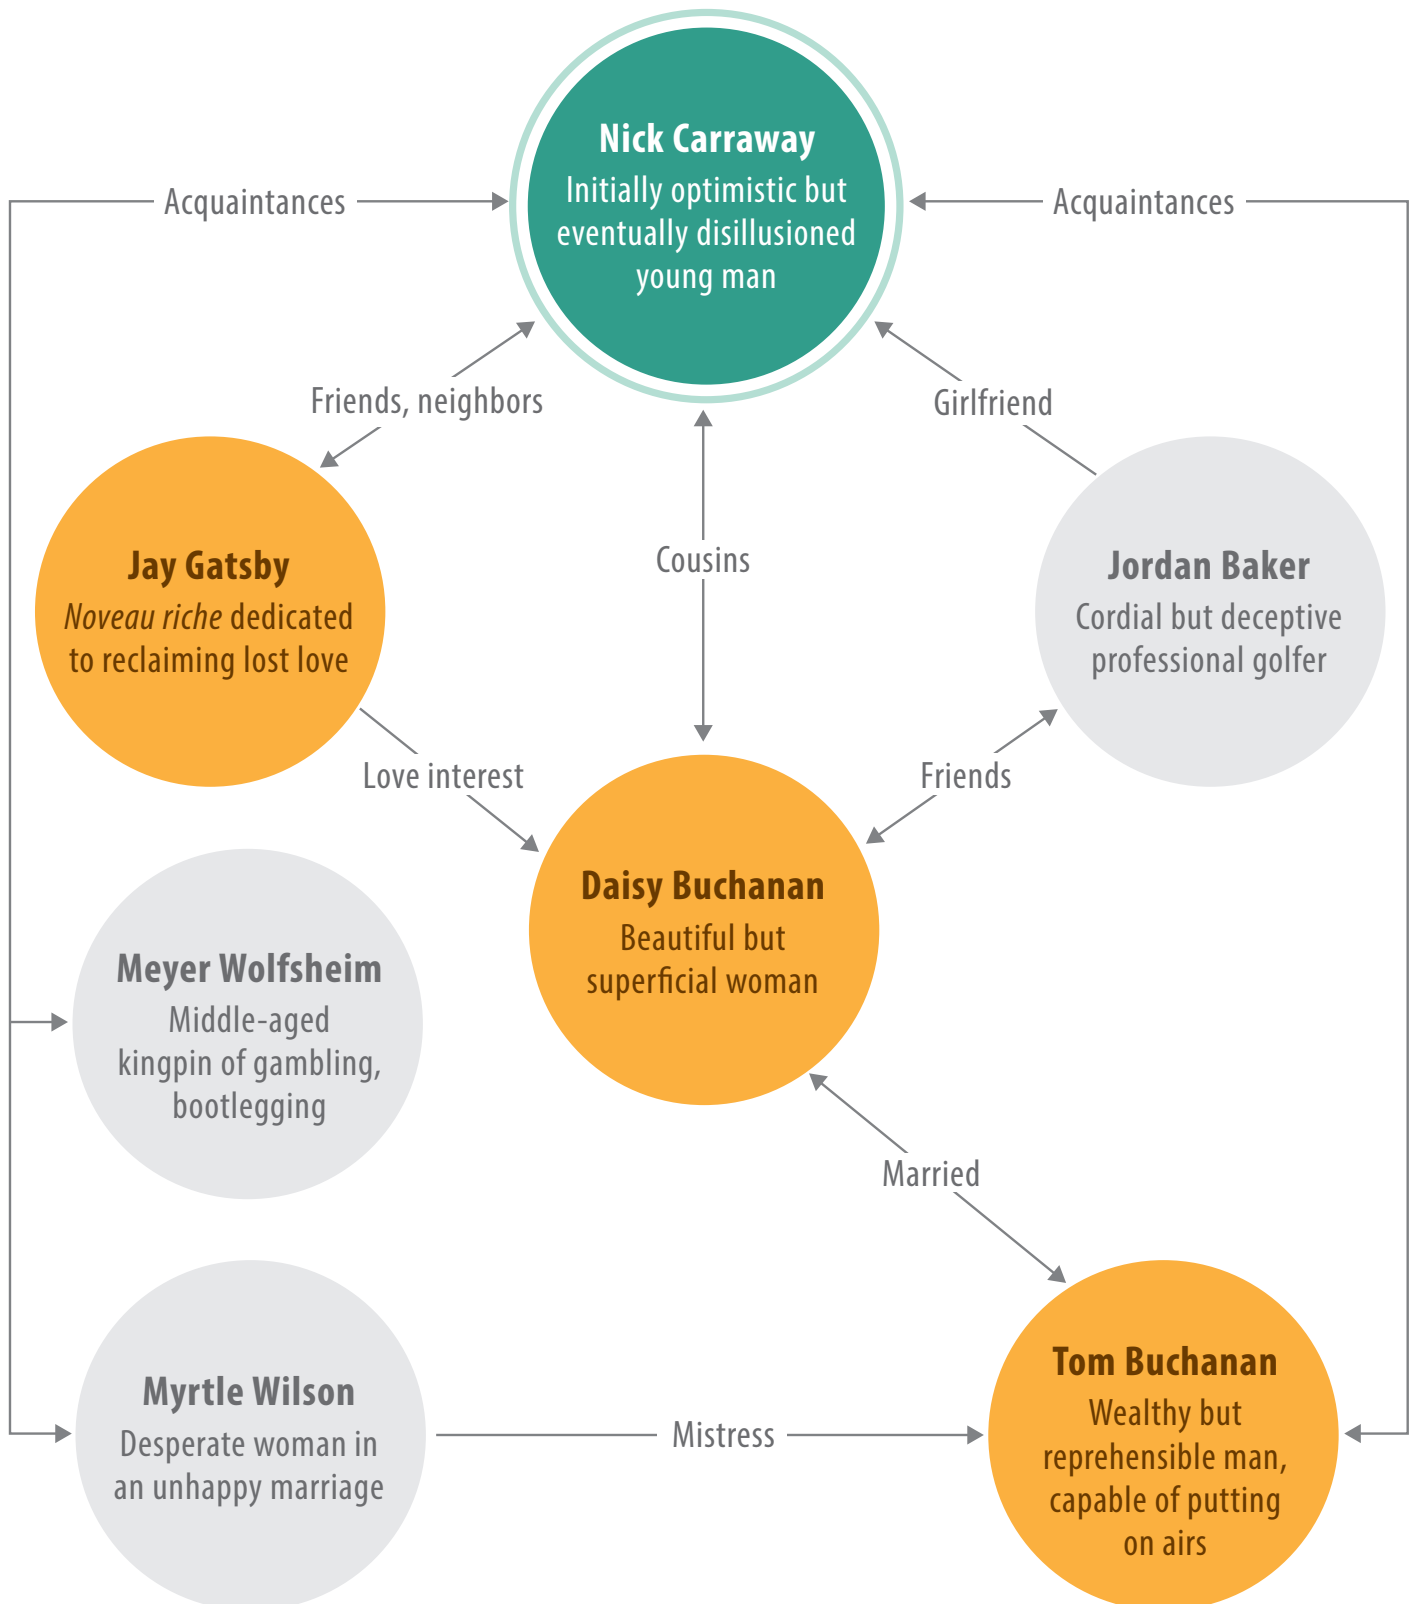 Nick Carraway
Initially optimistic but
eventually disillusioned
young man
Acquaintances
Acquaintances
Friends, neighbors
Girlfriend
Jay Gatsby
Noveau riche dedicated
to reclaiming lost love
Cousins
Jordan Baker
Cordial but deceptive
professional golfer
Love interest
Friends
Daisy Buchanan
Beautiful but
superficial woman
Meyer Wolfsheim
Middle-aged
kingpin of gambling,
bootlegging
Married
Myrtle Wilson
Desperate woman in
an unhappy marriage
Mistress
Tom Buchanan
Wealthy but
reprehensible man,
capable of putting
on airs